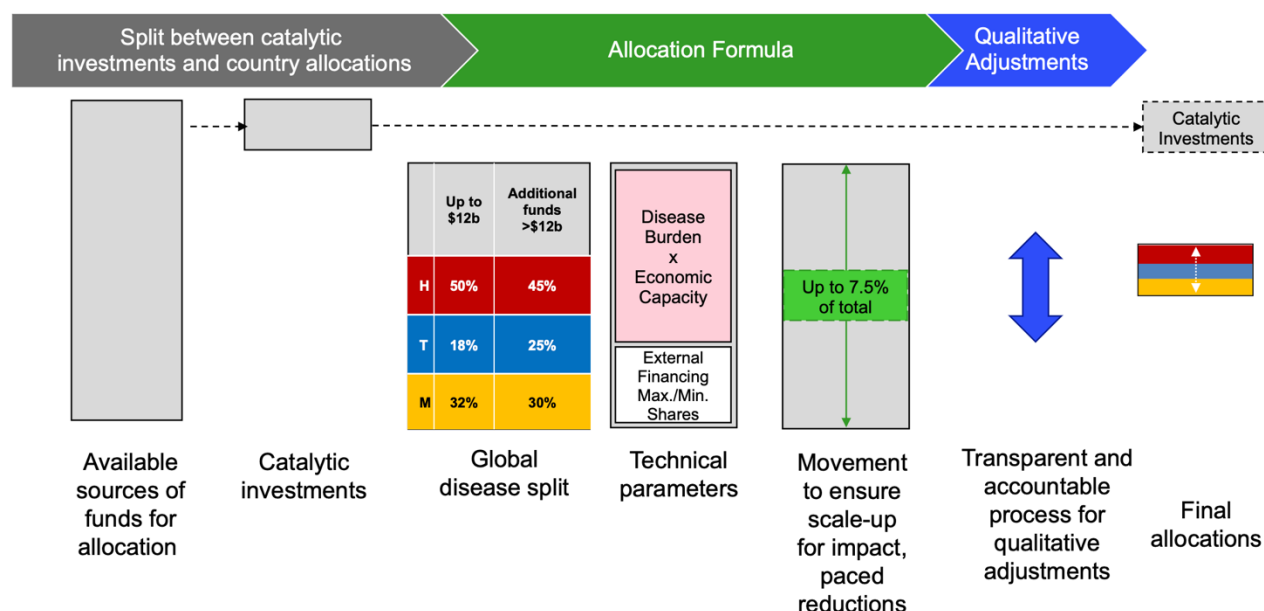 Split between catalytic
investments and country allocations
Allocation Formula
Qualitative
Adjustments
Catalytic
Investments
Up to
$12b
Additional
funds
>$12b
H 50% 45%
T 18% 25%
M 32% 30%
Disease
Burden
x
Economic
Capacity
External
Financing
Max./Min.
Shares
Up to 7.5%
of total
Available
sources of
funds for
allocation
Catalytic
investments
Global
disease split
Technical
parameters
Movement
to ensure
scale-up
for impact,
paced
reductions
Transparent and
accountable
process for
qualitative
adjustments
Final
allocations